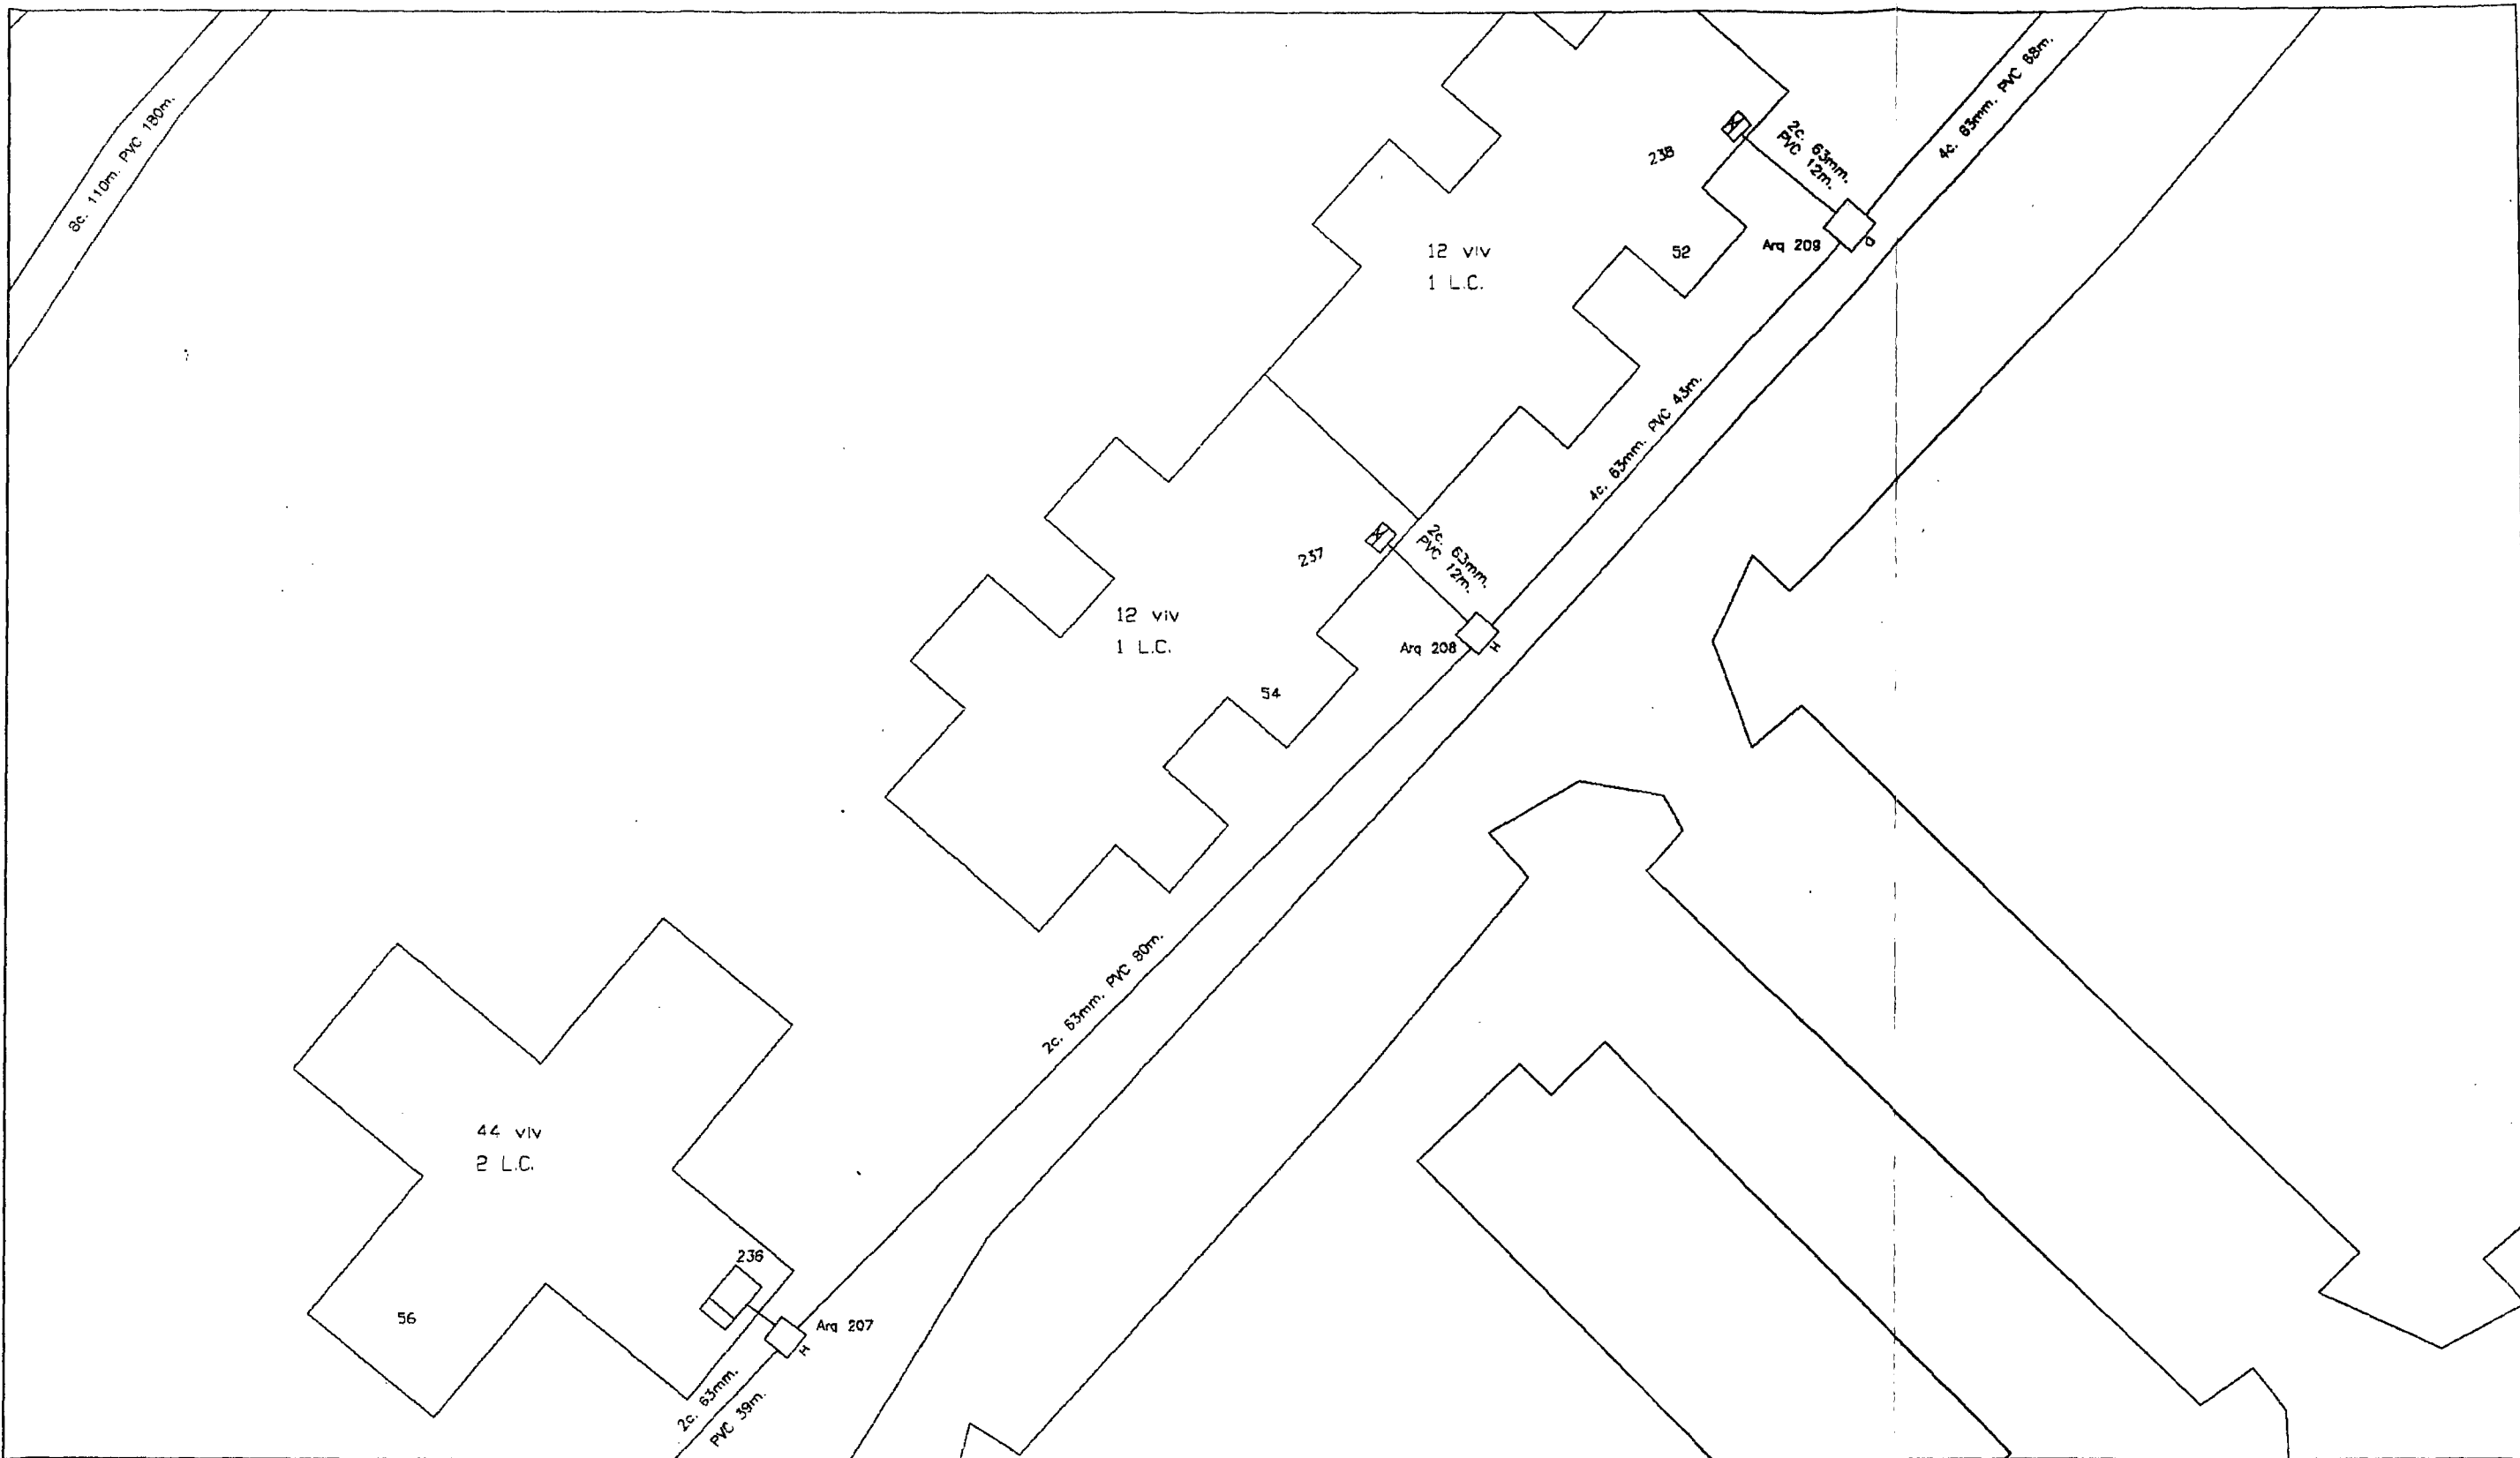 8c. 110m. PVC 180m.
4c. 63mm. PVC 68m.
2c. 63mm.
PVC 12m.
238
52
Arq 209
G
12 viv
1 L.C.
4c. 63mm. PVC 43m.
237
2c. 63mm.
PVC 12m.
12 viv
1 L.C.
Arq 208
H
54
2c. 63mm. PVC 80m.
44 viv
2 L.C.
236
56
Arq 207
H
2c. 63mm.
PVC 39m.